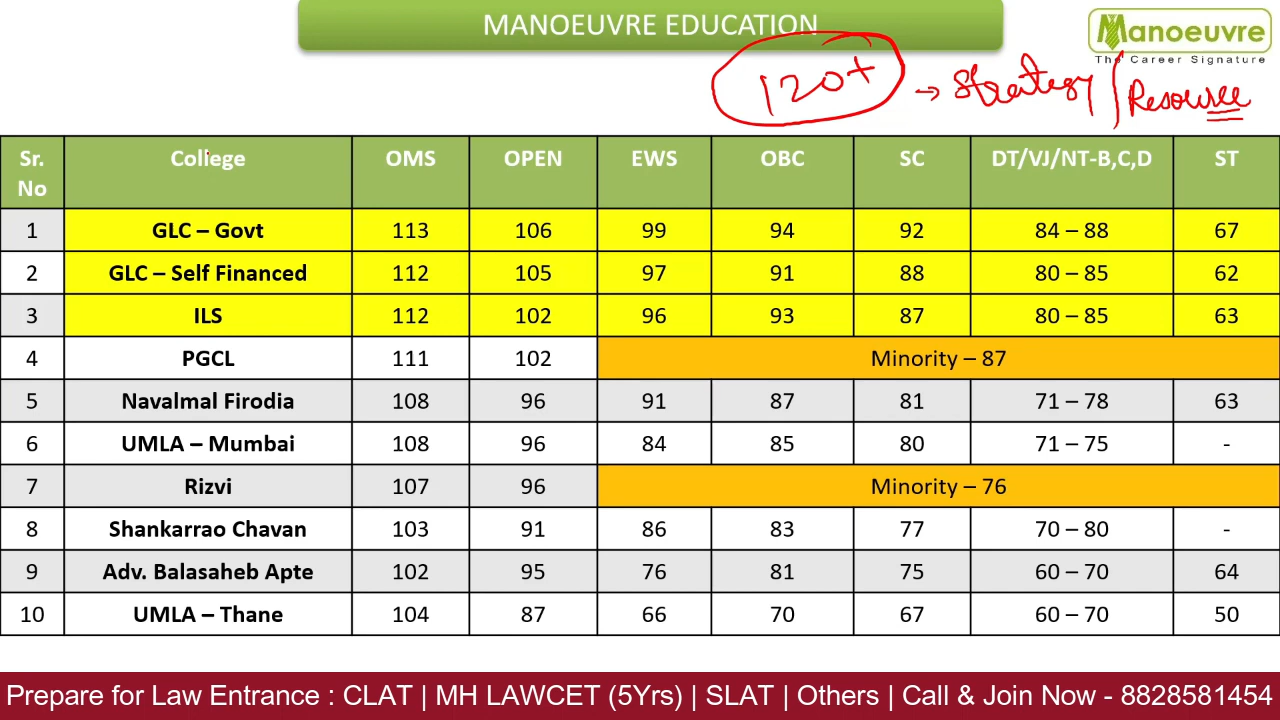 MANOEUVRE EDUCATION
Manoeuvre
The Career Signature
120+ → Strategy / Resource
Sr. No College OMS OPEN EWS OBC SC DT/VJ/NT-B,C,D ST
1 GLC – Govt 113 106 99 94 92 84 – 88 67
2 GLC – Self Financed 112 105 97 91 88 80 – 85 62
3 ILS 112 102 96 93 87 80 – 85 63
4 PGCL 111 102 Minority – 87
5 Navalmal Firodia 108 96 91 87 81 71 – 78 63
6 UMLA – Mumbai 108 96 84 85 80 71 – 75 -
7 Rizvi 107 96 Minority – 76
8 Shankarrao Chavan 103 91 86 83 77 70 – 80 -
9 Adv. Balasaheb Apte 102 95 76 81 75 60 – 70 64
10 UMLA – Thane 104 87 66 70 67 60 – 70 50
Prepare for Law Entrance : CLAT | MH LAWCET (5Yrs) | SLAT | Others | Call & Join Now - 8828581454